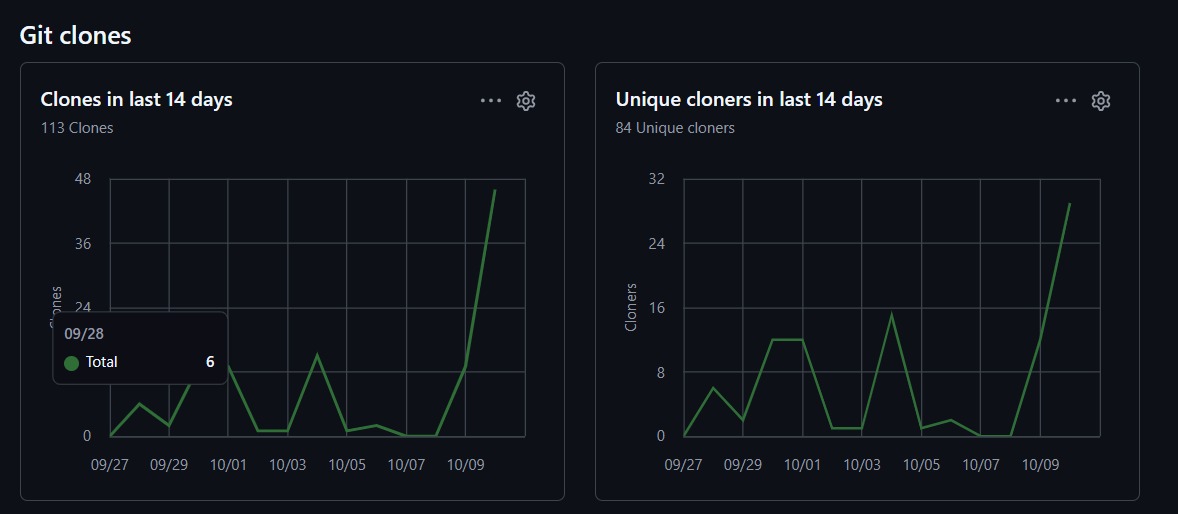 Git clones
Clones in last 14 days
113 Clones
48
36
24
0
Clones
09/28
Total 6
09/27 09/29 10/01 10/03 10/05 10/07 10/09
Unique cloners in last 14 days
84 Unique cloners
32
24
16
8
0
Cloners
09/27 09/29 10/01 10/03 10/05 10/07 10/09